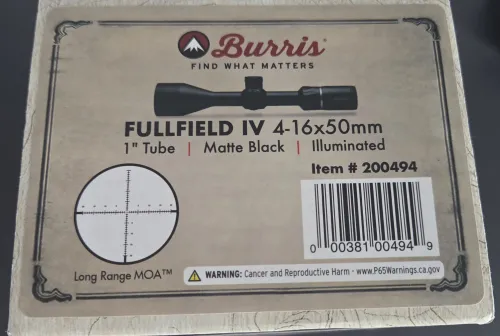 Burris®
FIND WHAT MATTERS
FULLFIELD IV 4-16x50mm
1" Tube | Matte Black | Illuminated
Item # 200494
0 00381 00494 9
Long Range MOA™
WARNING: Cancer and Reproductive Harm - www.P65Warnings.ca.gov